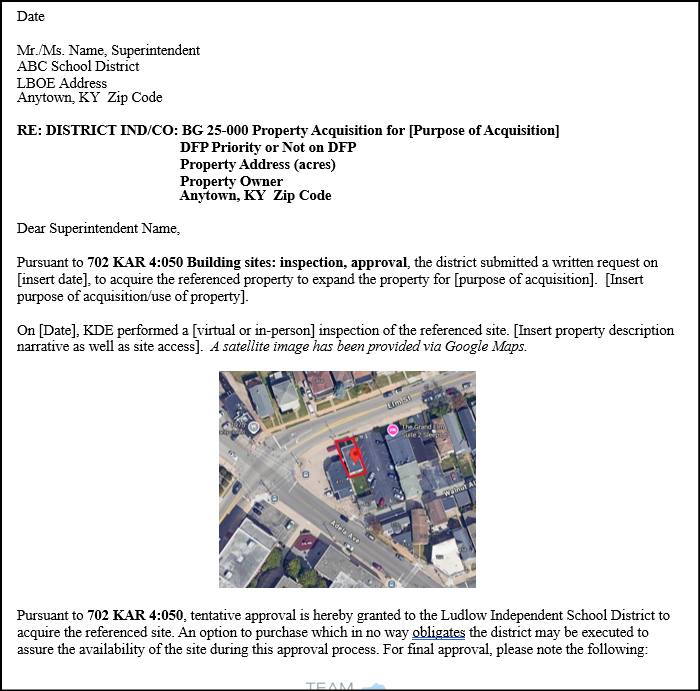 Date
Mr./Ms. Name, Superintendent
ABC School District
LBOE Address
Anytown, KY  Zip Code
RE: DISTRICT IND/CO: BG 25-000 Property Acquisition for [Purpose of Acquisition]
DFP Priority or Not on DFP
Property Address (acres)
Property Owner
Anytown, KY  Zip Code
Dear Superintendent Name,
Pursuant to 702 KAR 4:050 Building sites: inspection, approval, the district submitted a written request on
[insert date], to acquire the referenced property to expand the property for [purpose of acquisition].  [Insert
purpose of acquisition/use of property].
On [Date], KDE performed a [virtual or in-person] inspection of the referenced site. [Insert property description
narrative as well as site access].  A satellite image has been provided via Google Maps.
Elm St
The Grand Elm
Suite 2 Sleeps
Walnut Al
Adela Ave
Pursuant to 702 KAR 4:050, tentative approval is hereby granted to the Ludlow Independent School District to
acquire the referenced site. An option to purchase which in no way obligates the district may be executed to
assure the availability of the site during this approval process. For final approval, please note the following:
TEAM